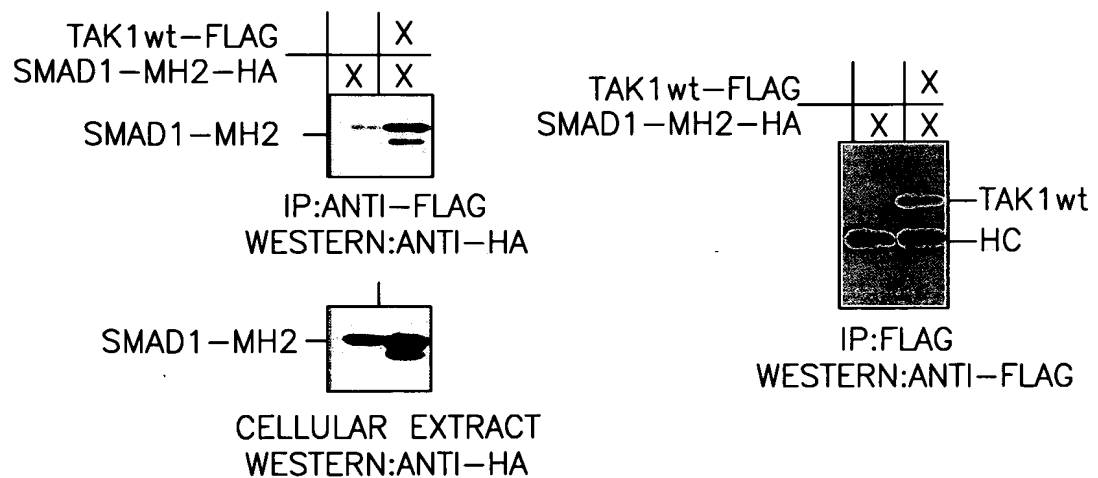 TAK1wt-FLAG X
SMAD1-MH2-HA X X
SMAD1-MH2
IP:ANTI-FLAG
WESTERN:ANTI-HA
SMAD1-MH2
CELLULAR EXTRACT
WESTERN:ANTI-HA
TAK1wt-FLAG X
SMAD1-MH2-HA X X
TAK1wt
HC
IP:FLAG
WESTERN:ANTI-FLAG